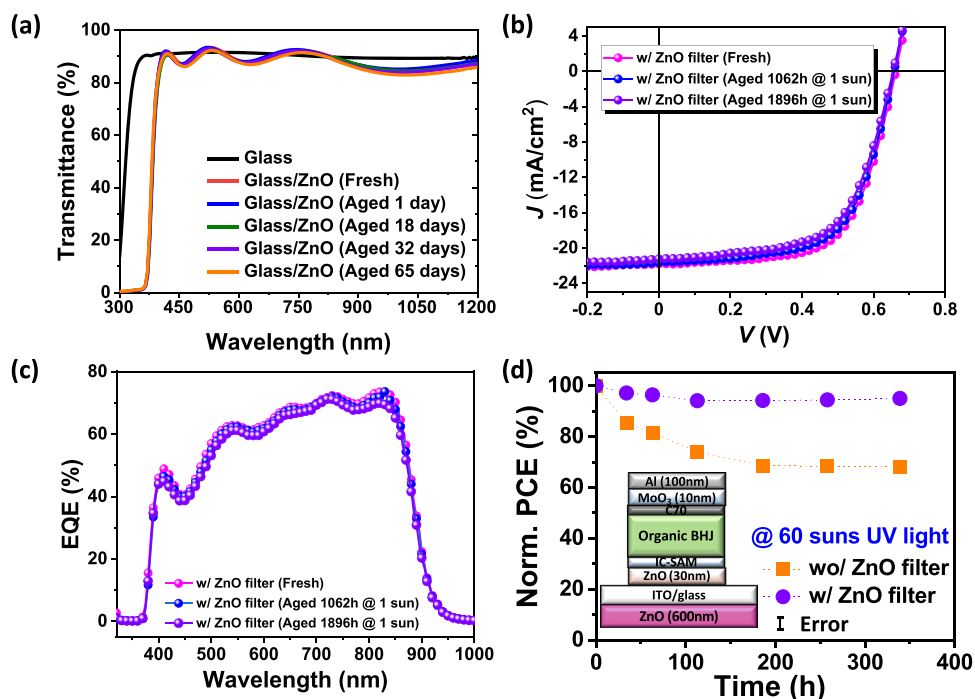 (a)
100
80
60
40
20
0
Transmittance (%)
Glass
Glass/ZnO (Fresh)
Glass/ZnO (Aged 1 day)
Glass/ZnO (Aged 18 days)
Glass/ZnO (Aged 32 days)
Glass/ZnO (Aged 65 days)
300 450 600 750 900 1050 1200
Wavelength (nm)
(b)
4
0
-4
-8
-12
-16
-20
-24
J (mA/cm²)
w/ ZnO filter (Fresh)
w/ ZnO filter (Aged 1062h @ 1 sun)
w/ ZnO filter (Aged 1896h @ 1 sun)
-0.2 0 0.2 0.4 0.6 0.8
V (V)
(c)
80
60
40
20
0
EQE (%)
w/ ZnO filter (Fresh)
w/ ZnO filter (Aged 1062h @ 1 sun)
w/ ZnO filter (Aged 1896h @ 1 sun)
400 500 600 700 800 900 1000
Wavelength (nm)
(d)
100
80
60
40
20
0
Norm. PCE (%)
Al (100nm)
MoO₃ (10nm)
C70
Organic BHJ
IC-SAM
ZnO (30nm)
ITO/glass
ZnO (600nm)
@ 60 suns UV light
wo/ ZnO filter
w/ ZnO filter
Error
0 100 200 300 400
Time (h)